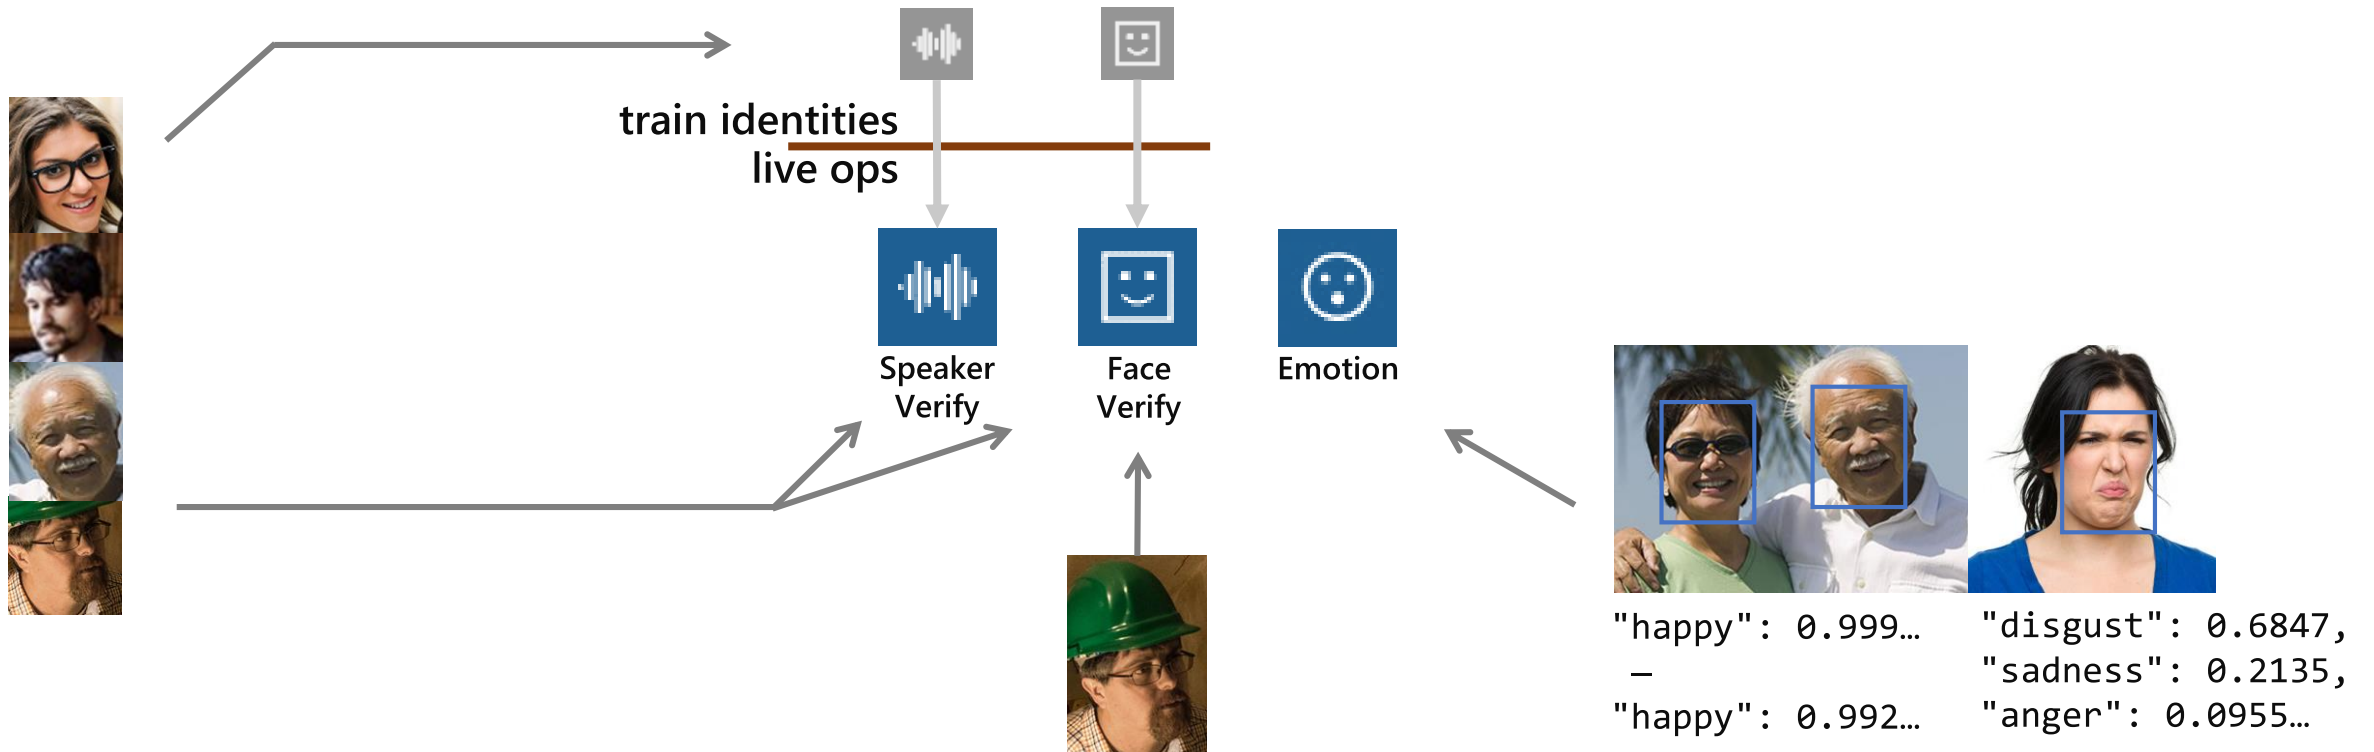 train identities
live ops
Speaker
Verify
Face
Verify
Emotion
"happy": 0.999…
—
"happy": 0.992…
"disgust": 0.6847,
"sadness": 0.2135,
"anger": 0.0955…